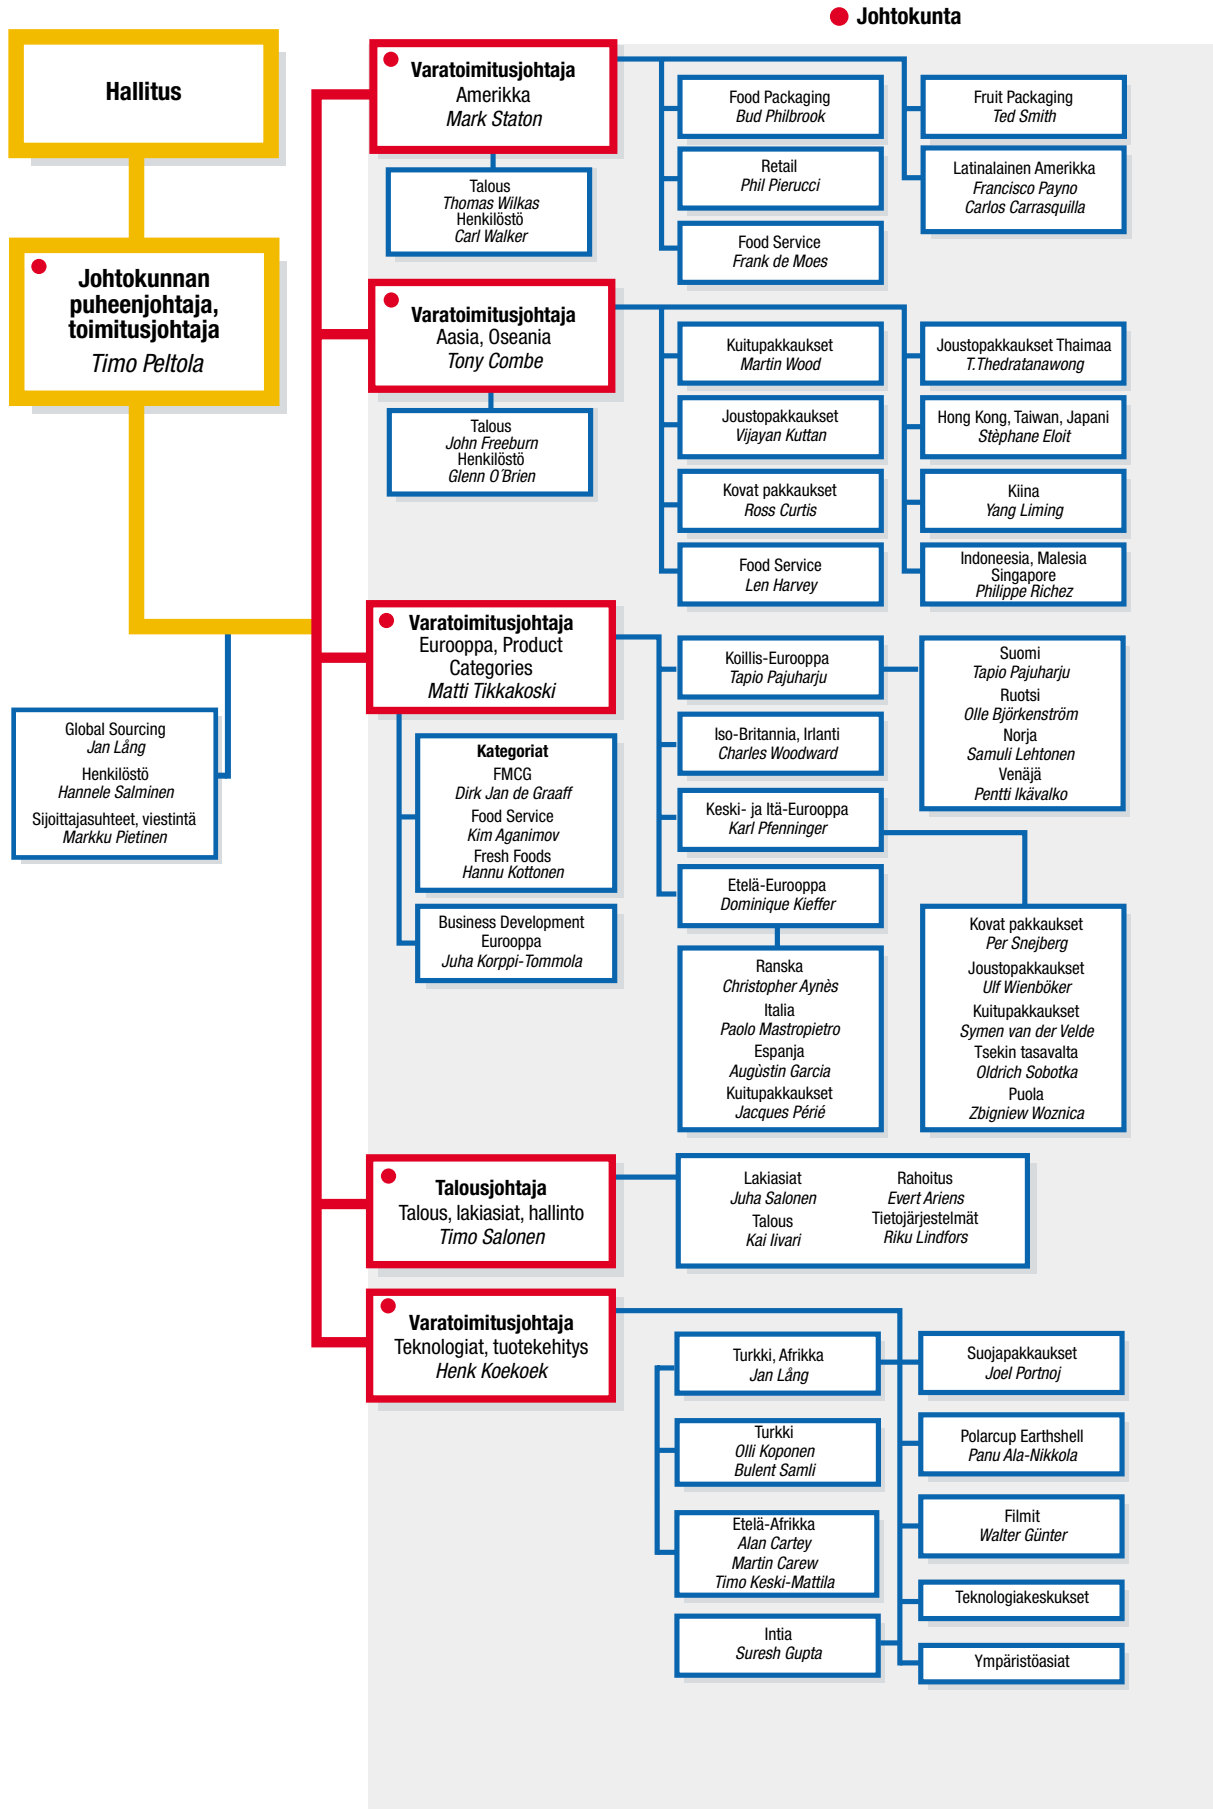 Johtokunta
Hallitus
Johtokunnan
puheenjohtaja,
toimitusjohtaja
Timo Peltola
Global Sourcing
Jan Lång
Henkilöstö
Hannele Salminen
Sijoittajasuhteet, viestintä
Markku Pietinen
Varatoimitusjohtaja
Amerikka
Mark Staton
Talous
Thomas Wilkas
Henkilöstö
Carl Walker
Food Packaging
Bud Philbrook
Retail
Phil Pierucci
Food Service
Frank de Moes
Fruit Packaging
Ted Smith
Latinalainen Amerikka
Francisco Payno
Carlos Carrasquilla
Varatoimitusjohtaja
Aasia, Oseania
Tony Combe
Talous
John Freeburn
Henkilöstö
Glenn O´Brien
Kuitupakkaukset
Martin Wood
Joustopakkaukset
Vijayan Kuttan
Kovat pakkaukset
Ross Curtis
Food Service
Len Harvey
Joustopakkaukset Thaimaa
T.Thedratanawong
Hong Kong, Taiwan, Japani
Stèphane Eloit
Kiina
Yang Liming
Indoneesia, Malesia
Singapore
Philippe Richez
Varatoimitusjohtaja
Eurooppa, Product
Categories
Matti Tikkakoski
Kategoriat
FMCG
Dirk Jan de Graaff
Food Service
Kim Aganimov
Fresh Foods
Hannu Kottonen
Business Development
Eurooppa
Juha Korppi-Tommola
Koillis-Eurooppa
Tapio Pajuharju
Iso-Britannia, Irlanti
Charles Woodward
Keski- ja Itä-Eurooppa
Karl Pfenninger
Etelä-Eurooppa
Dominique Kieffer
Ranska
Christopher Aynès
Italia
Paolo Mastropietro
Espanja
Augùstin Garcia
Kuitupakkaukset
Jacques Périé
Suomi
Tapio Pajuharju
Ruotsi
Olle Björkenström
Norja
Samuli Lehtonen
Venäjä
Pentti Ikävalko
Kovat pakkaukset
Per Snejberg
Joustopakkaukset
Ulf Wienböker
Kuitupakkaukset
Symen van der Velde
Tsekin tasavalta
Oldrich Sobotka
Puola
Zbigniew Woznica
Talousjohtaja
Talous, lakiasiat, hallinto
Timo Salonen
Lakiasiat
Juha Salonen
Talous
Kai Iivari
Rahoitus
Evert Ariens
Tietojärjestelmät
Riku Lindfors
Varatoimitusjohtaja
Teknologiat, tuotekehitys
Henk Koekoek
Turkki, Afrikka
Jan Lång
Turkki
Olli Koponen
Bulent Samli
Etelä-Afrikka
Alan Cartey
Martin Carew
Timo Keski-Mattila
Intia
Suresh Gupta
Suojapakkaukset
Joel Portnoj
Polarcup Earthshell
Panu Ala-Nikkola
Filmit
Walter Günter
Teknologiakeskukset
Ympäristöasiat